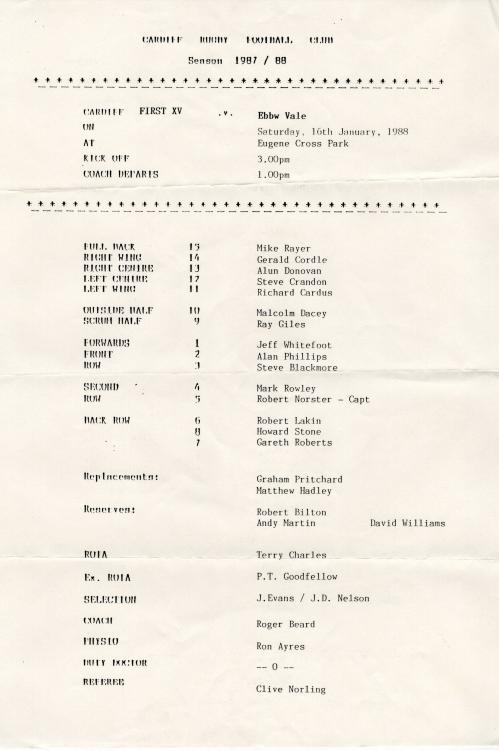 CARDIFF RUGBY FOOTBALL CLUB
Season 1987 / 88
CARDIFF FIRST XV .v. Ebbw Vale
ON Saturday, 16th January, 1988
AT Eugene Cross Park
KICK OFF 3.00pm
COACH DEPARTS 1.00pm
FULL BACK 15 Mike Rayer
RIGHT WING 14 Gerald Cordle
RIGHT CENTRE 13 Alun Donovan
LEFT CENTRE 12 Steve Crandon
LEFT WING 11 Richard Cardus
OUTSIDE HALF 10 Malcolm Dacey
SCRUM HALF 9 Ray Giles
FORWARDS 1 Jeff Whitefoot
FRONT 2 Alan Phillips
ROW 3 Steve Blackmore
SECOND 4 Mark Rowley
ROW 5 Robert Norster - Capt
BACK ROW 6 Robert Lakin
8 Howard Stone
7 Gareth Roberts
Replacements: Graham Pritchard
Matthew Hadley
Reserves: Robert Bilton
Andy Martin David Williams
ROTA Terry Charles
Ex. ROTA P.T. Goodfellow
SELECTION J.Evans / J.D. Nelson
COACH Roger Beard
PHYSIO Ron Ayres
DUTY DOCTOR -- O --
REFEREE Clive Norling